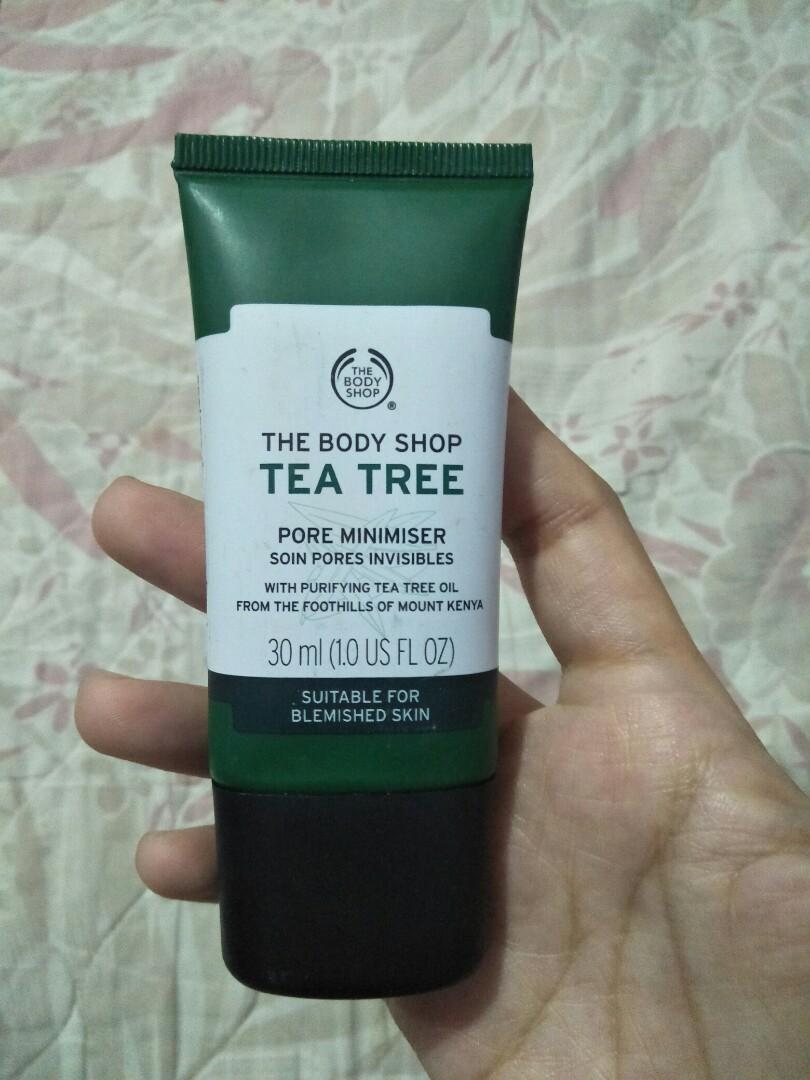 THE
BODY
SHOP
®
THE BODY SHOP
TEA TREE
PORE MINIMISER
SOIN PORES INVISIBLES
WITH PURIFYING TEA TREE OIL
FROM THE FOOTHILLS OF MOUNT KENYA
30 ml (1.0 US FL OZ)
SUITABLE FOR
BLEMISHED SKIN